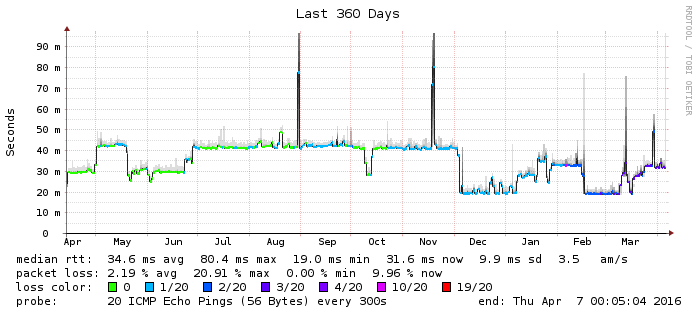 Last 360 Days
RRDTOOL / TOBI OETIKER
Seconds
90 m
80 m
70 m
60 m
50 m
40 m
30 m
20 m
10 m
0
Apr May Jun Jul Aug Sep Oct Nov Dec Jan Feb Mar
median rtt: 34.6 ms avg 80.4 ms max 19.0 ms min 31.6 ms now 9.9 ms sd 3.5 am/s
packet loss: 2.19 % avg 20.91 % max 0.00 % min 9.96 % now
loss color: 0 1/20 2/20 3/20 4/20 10/20 19/20
probe: 20 ICMP Echo Pings (56 Bytes) every 300s end: Thu Apr 7 00:05:04 2016